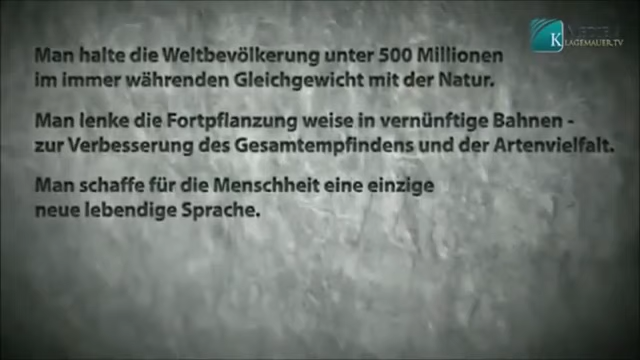 Man halte die Weltbevölkerung unter 500 Millionen
im immer währenden Gleichgewicht mit der Natur.
Man lenke die Fortpflanzung weise in vernünftige Bahnen -
zur Verbesserung des Gesamtempfindens und der Artenvielfalt.
Man schaffe für die Menschheit eine einzige
neue lebendige Sprache.
K
KLAGEMAUER.TV